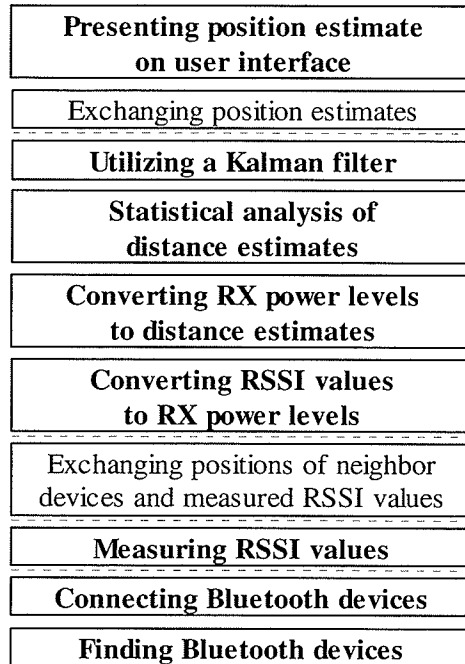 Presenting position estimate
on user interface
Exchanging position estimates
Utilizing a Kalman filter
Statistical analysis of
distance estimates
Converting RX power levels
to distance estimates
Converting RSSI values
to RX power levels
Exchanging positions of neighbor
devices and measured RSSI values
Measuring RSSI values
Connecting Bluetooth devices
Finding Bluetooth devices